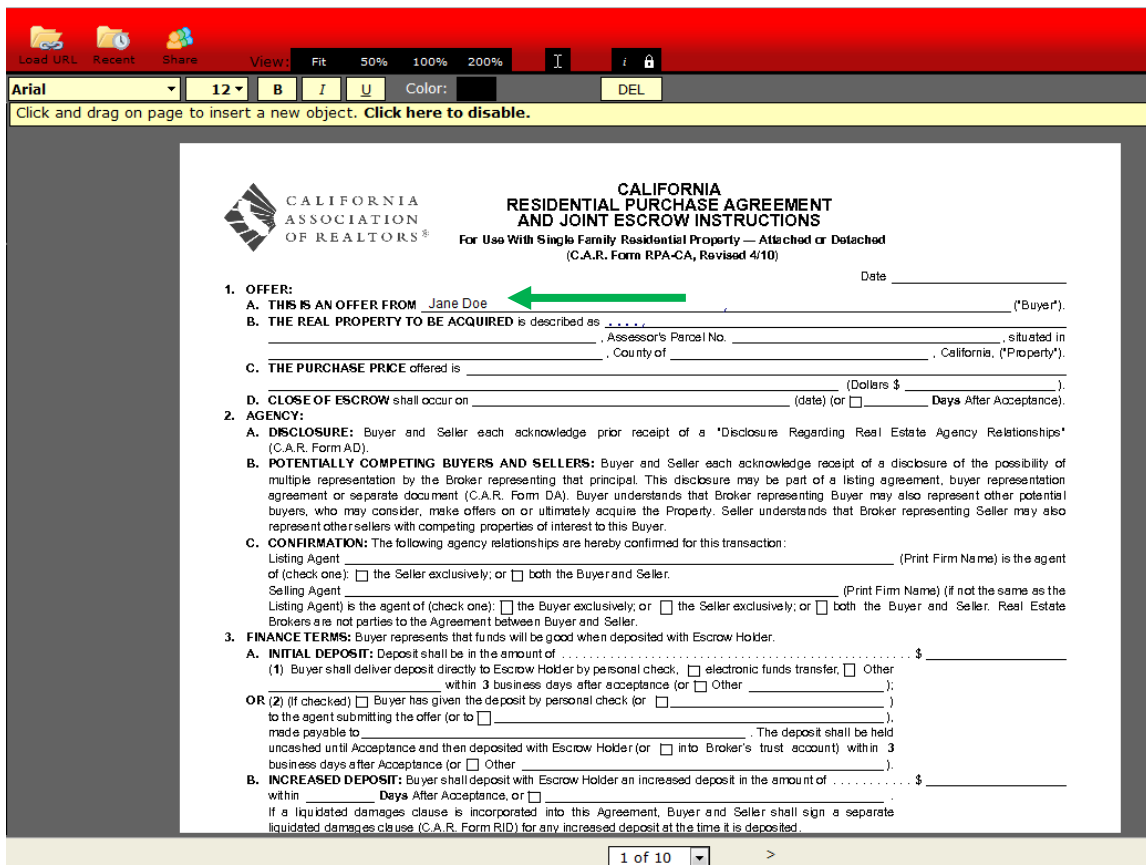 Load URL Recent Share View: Fit 50% 100% 200% i
Arial 12 B I U Color: DEL
Click and drag on page to insert a new object. Click here to disable.
CALIFORNIA
ASSOCIATION
OF REALTORS®
CALIFORNIA
RESIDENTIAL PURCHASE AGREEMENT
AND JOINT ESCROW INSTRUCTIONS
For Use With Single Family Residential Property — Attached or Detached
(C.A.R. Form RPA-CA, Revised 4/10)
Date
1. OFFER:
A. THIS IS AN OFFER FROM Jane Doe , ("Buyer").
B. THE REAL PROPERTY TO BE ACQUIRED is described as , , , ,
, Assessor's Parcel No. , situated in
, County of , California, ("Property").
C. THE PURCHASE PRICE offered is
(Dollars $ ).
D. CLOSE OF ESCROW shall occur on (date) (or Days After Acceptance).
2. AGENCY:
A. DISCLOSURE: Buyer and Seller each acknowledge prior receipt of a "Disclosure Regarding Real Estate Agency Relationships"
(C.A.R. Form AD).
B. POTENTIALLY COMPETING BUYERS AND SELLERS: Buyer and Seller each acknowledge receipt of a disclosure of the possibility of
multiple representation by the Broker representing that principal. This disclosure may be part of a listing agreement, buyer representation
agreement or separate document (C.A.R. Form DA). Buyer understands that Broker representing Buyer may also represent other potential
buyers, who may consider, make offers on or ultimately acquire the Property. Seller understands that Broker representing Seller may also
represent other sellers with competing properties of interest to this Buyer.
C. CONFIRMATION: The following agency relationships are hereby confirmed for this transaction:
Listing Agent (Print Firm Name) is the agent
of (check one): the Seller exclusively; or both the Buyer and Seller.
Selling Agent (Print Firm Name) (if not the same as the
Listing Agent) is the agent of (check one): the Buyer exclusively; or the Seller exclusively; or both the Buyer and Seller. Real Estate
Brokers are not parties to the Agreement between Buyer and Seller.
3. FINANCE TERMS: Buyer represents that funds will be good when deposited with Escrow Holder.
A. INITIAL DEPOSIT: Deposit shall be in the amount of . . . . . . . . . . . . . . . . . . . . . . . . . . . . . . $
(1) Buyer shall deliver deposit directly to Escrow Holder by personal check, electronic funds transfer, Other
within 3 business days after acceptance (or Other );
OR (2) (If checked) Buyer has given the deposit by personal check (or )
to the agent submitting the offer (or to ),
made payable to . The deposit shall be held
uncashed until Acceptance and then deposited with Escrow Holder (or into Broker's trust account) within 3
business days after Acceptance (or Other ).
B. INCREASED DEPOSIT: Buyer shall deposit with Escrow Holder an increased deposit in the amount of . . . . . . . . . . . $
within Days After Acceptance, or .
If a liquidated damages clause is incorporated into this Agreement, Buyer and Seller shall sign a separate
liquidated damages clause (C.A.R. Form RID) for any increased deposit at the time it is deposited.
1 of 10 >